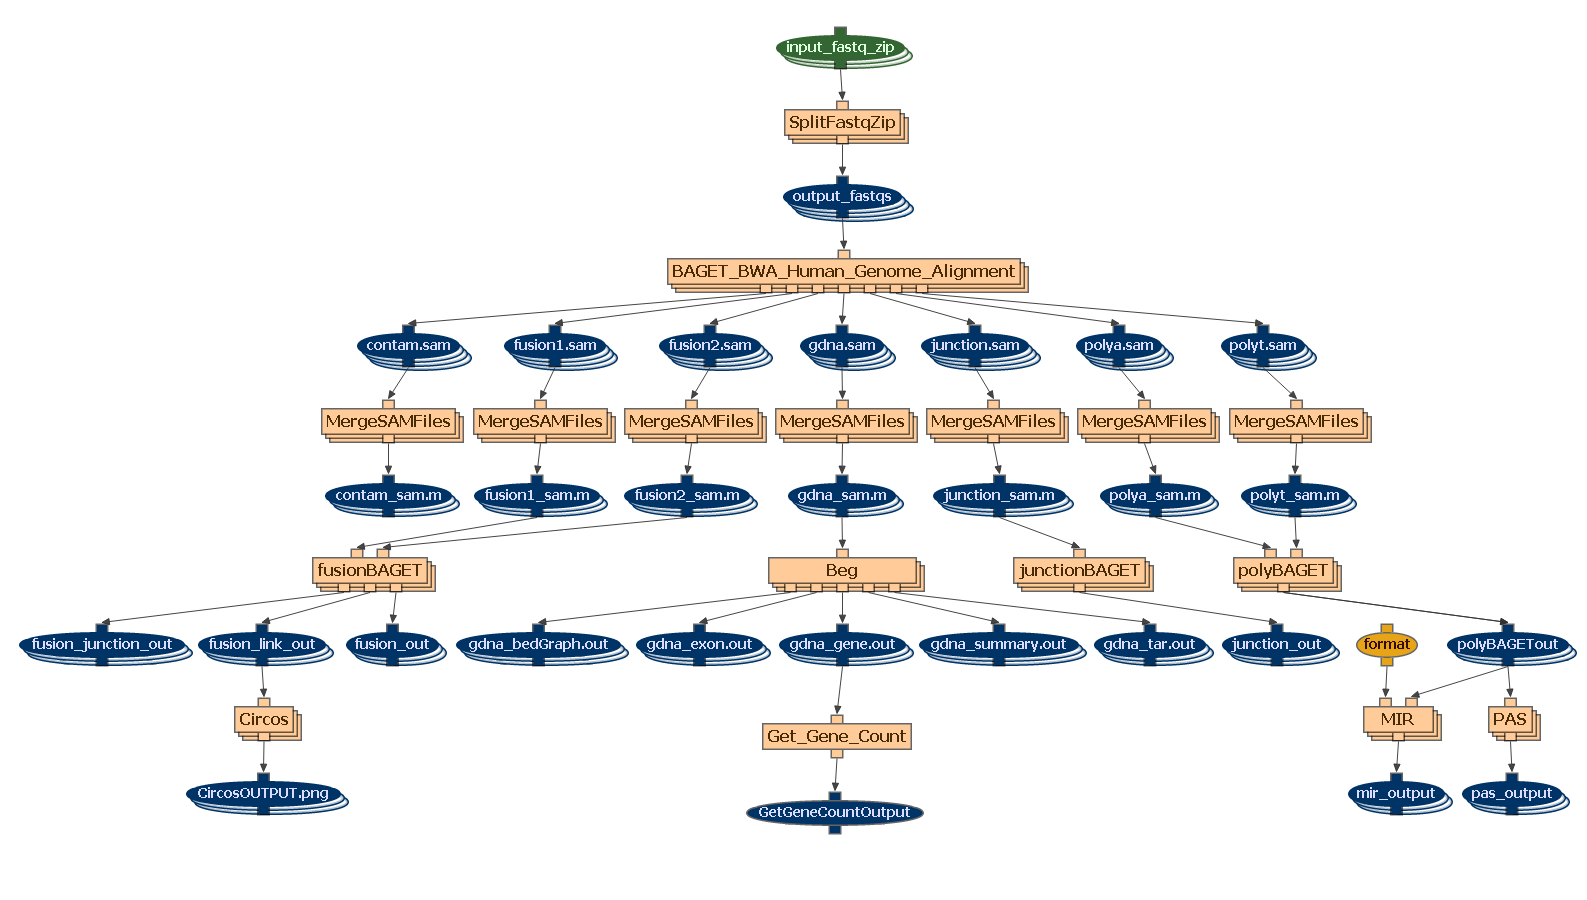 input_fastq_zip
SplitFastqZip
output_fastqs
BAGET_BWA_Human_Genome_Alignment
contam.sam fusion1.sam fusion2.sam gdna.sam junction.sam polya.sam polyt.sam
MergeSAMFiles MergeSAMFiles MergeSAMFiles MergeSAMFiles MergeSAMFiles MergeSAMFiles MergeSAMFiles
contam_sam.m fusion1_sam.m fusion2_sam.m gdna_sam.m junction_sam.m polya_sam.m polyt_sam.m
fusionBAGET Beg junctionBAGET polyBAGET
fusion_junction_out fusion_link_out fusion_out gdna_bedGraph.out gdna_exon.out gdna_gene.out gdna_summary.out gdna_tar.out junction_out format polyBAGETout
Circos Get_Gene_Count MIR PAS
CircosOUTPUT.png GetGeneCountOutput mir_output pas_output